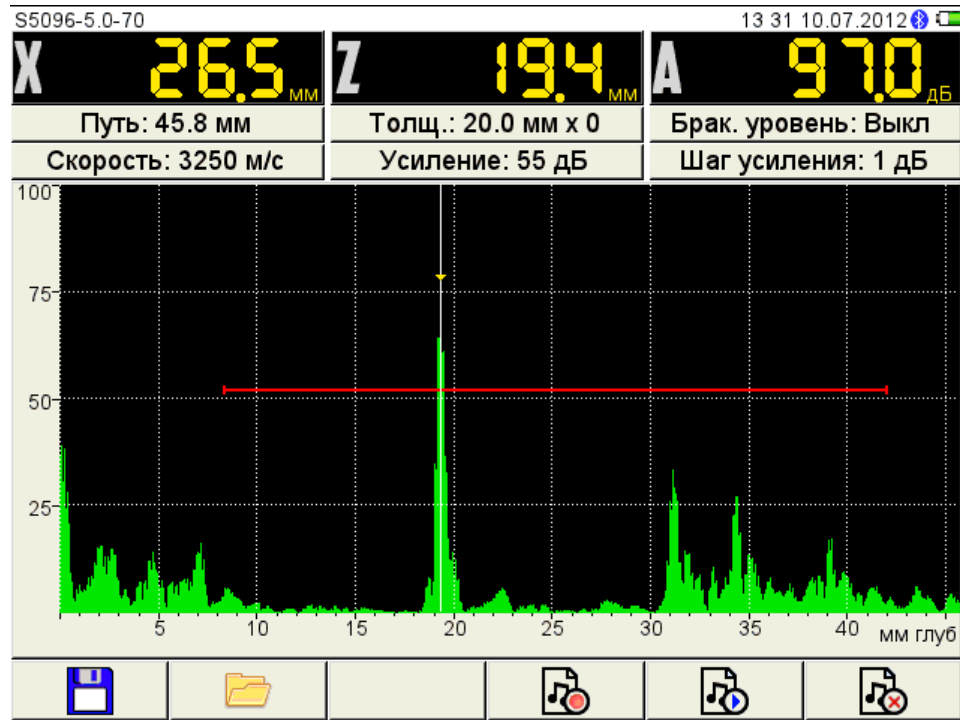 S5096-5.0-70 13 31 10.07.2012
X 26.5 мм Z 19.4 мм A 97.0 дБ
Путь: 45.8 мм Толщ.: 20.0 мм x 0 Брак. уровень: Выкл
Скорость: 3250 м/с Усиление: 55 дБ Шаг усиления: 1 дБ
100
75
50
25
5 10 15 20 25 30 35 40 мм глуб